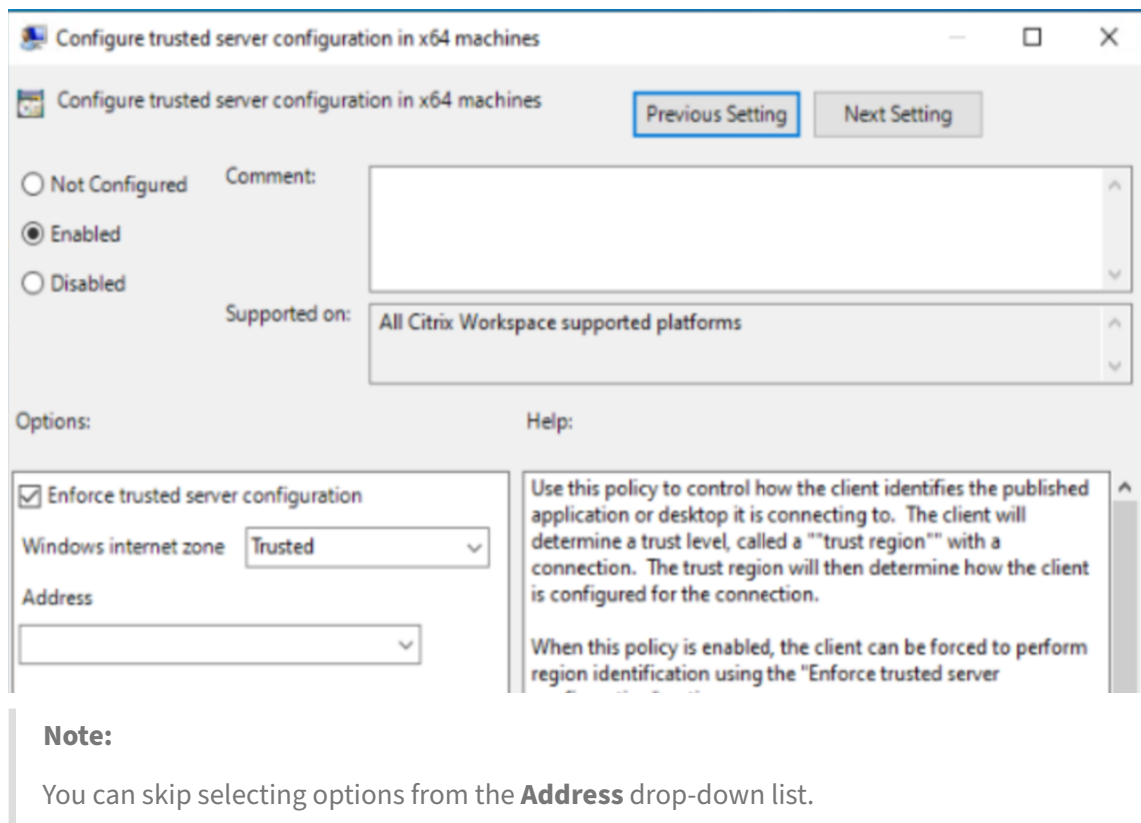 Configure trusted server configuration in x64 machines
Configure trusted server configuration in x64 machines
Previous Setting
Next Setting
Not Configured
Comment:
Enabled
Disabled
Supported on:
All Citrix Workspace supported platforms
Options:
Help:
Enforce trusted server configuration
Windows internet zone
Trusted
Address
Use this policy to control how the client identifies the published
application or desktop it is connecting to. The client will
determine a trust level, called a ""trust region"" with a
connection. The trust region will then determine how the client
is configured for the connection.
When this policy is enabled, the client can be forced to perform
region identification using the "Enforce trusted server
Note:
You can skip selecting options from the Address drop-down list.